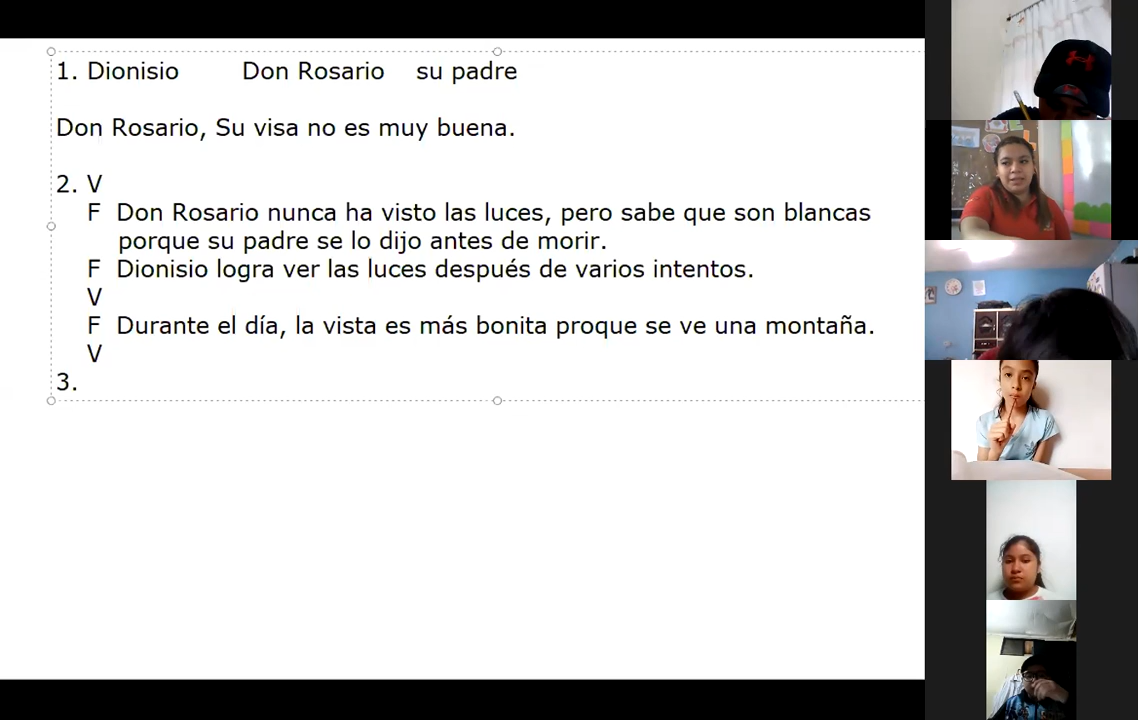 1. Dionisio Don Rosario su padre
Don Rosario, Su visa no es muy buena.
2. V
F Don Rosario nunca ha visto las luces, pero sabe que son blancas
porque su padre se lo dijo antes de morir.
F Dionisio logra ver las luces después de varios intentos.
V
F Durante el día, la vista es más bonita proque se ve una montaña.
V
3.